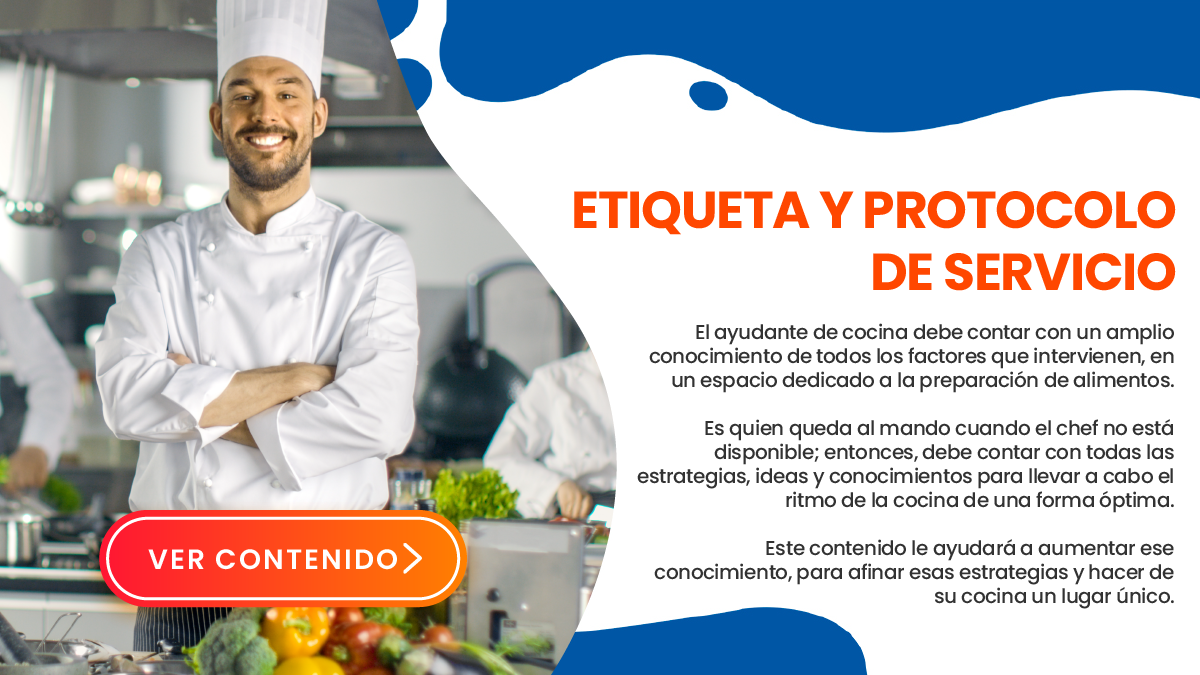 ETIQUETA Y PROTOCOLO
DE SERVICIO
El ayudante de cocina debe contar con un amplio
conocimiento de todos los factores que intervienen, en
un espacio dedicado a la preparación de alimentos.
Es quien queda al mando cuando el chef no está
disponible; entonces, debe contar con todas las
estrategias, ideas y conocimientos para llevar a cabo el
ritmo de la cocina de una forma óptima.
Este contenido le ayudará a aumentar ese
conocimiento, para afinar esas estrategias y hacer de
su cocina un lugar único.
VER CONTENIDO